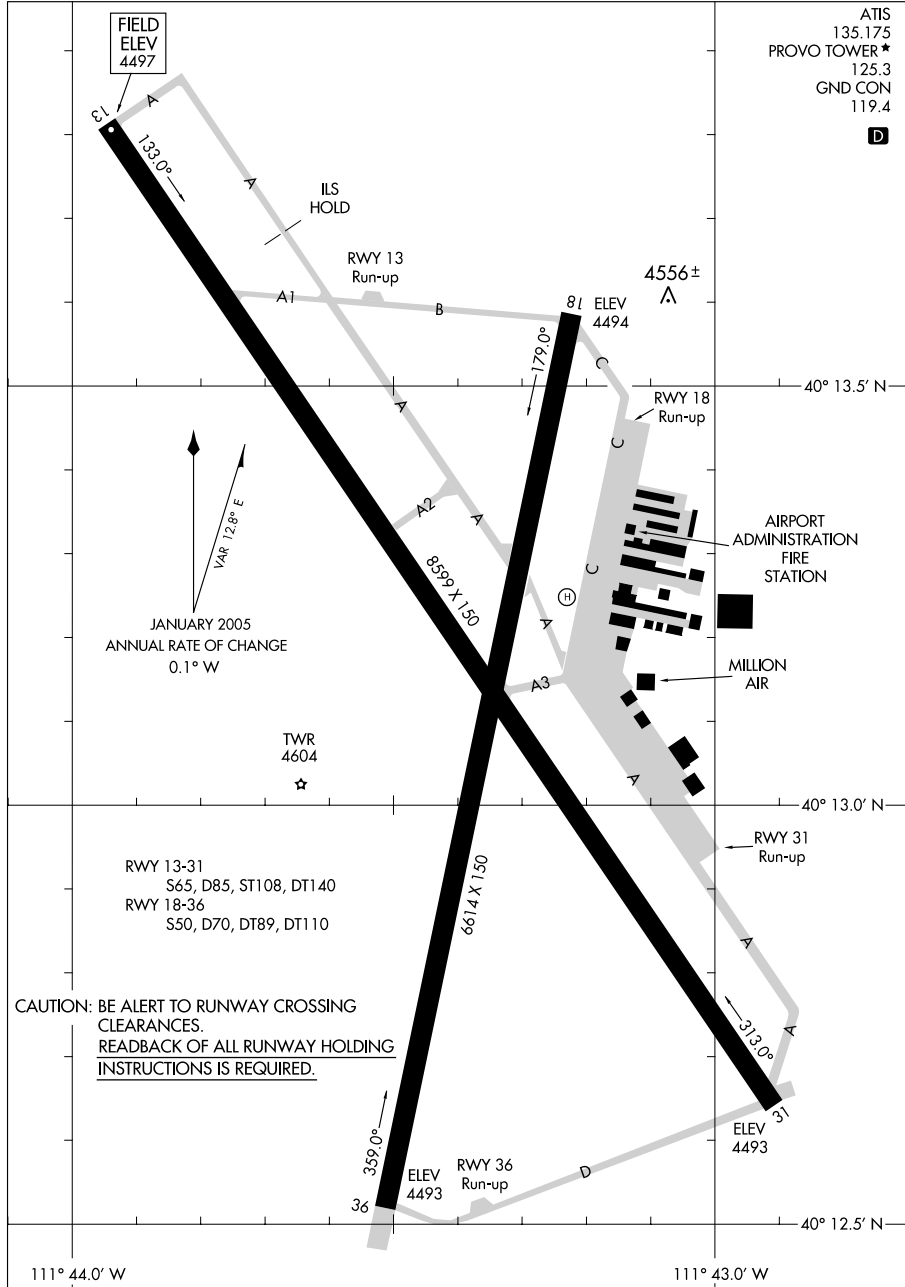 FIELD
ELEV
4497
ATIS
135.175
PROVO TOWER ★
125.3
GND CON
119.4
D
13
A
133.0°
A
ILS
HOLD
RWY 13
Run-up
4556 ±
A1
B
18
ELEV
4494
179.0°
C
40° 13.5' N
A
RWY 18
Run-up
C
VAR 12.8° E
A2
A
8599 X 150
AIRPORT
ADMINISTRATION
FIRE
STATION
C
H
A
JANUARY 2005
ANNUAL RATE OF CHANGE
0.1° W
A3
MILLION
AIR
TWR
4604
A
40° 13.0' N
RWY 31
Run-up
RWY 13-31
S65, D85, ST108, DT140
RWY 18-36
S50, D70, DT89, DT110
6614 X 150
A
CAUTION: BE ALERT TO RUNWAY CROSSING
CLEARANCES.
READBACK OF ALL RUNWAY HOLDING
INSTRUCTIONS IS REQUIRED.
313.0°
A
31
ELEV
4493
359.0°
36
ELEV
4493
RWY 36
Run-up
D
40° 12.5' N
111° 44.0' W
111° 43.0' W